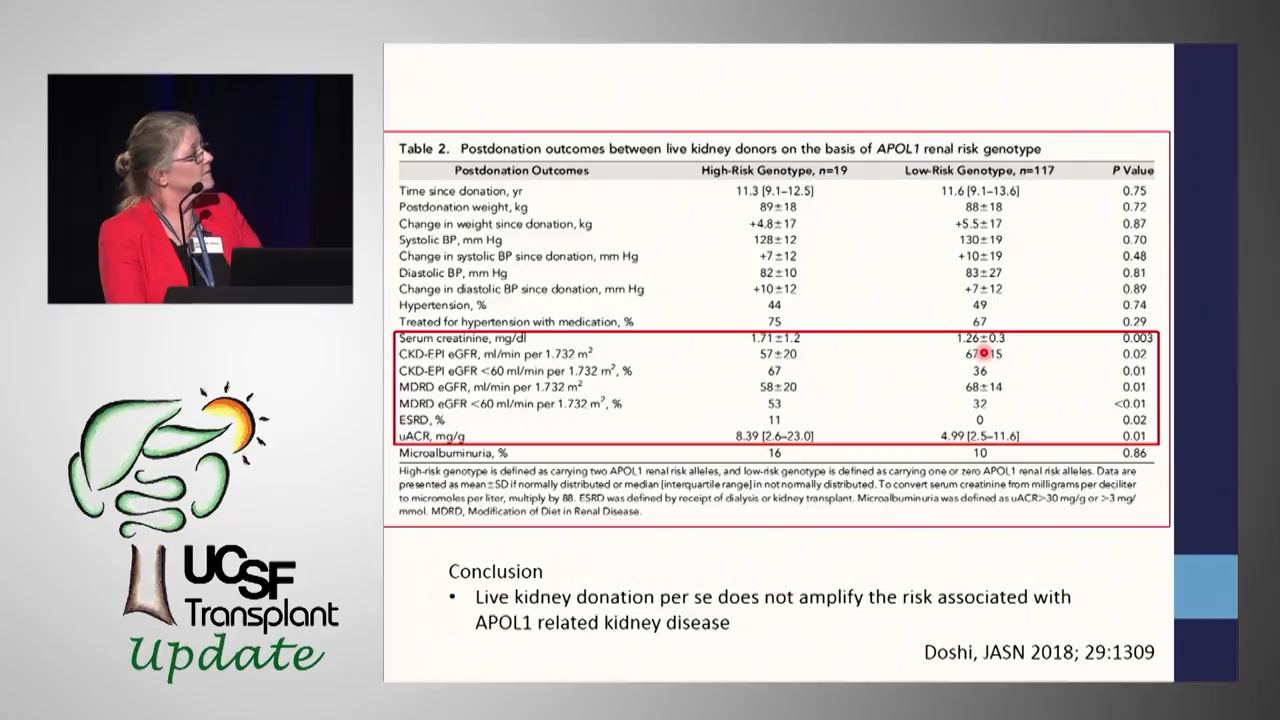 Table 2. Postdonation outcomes between live kidney donors on the basis of APOL1 renal risk genotype
Postdonation Outcomes High-Risk Genotype, n=19 Low-Risk Genotype, n=117 P Value
Time since donation, yr 11.3 [9.1–12.5] 11.6 [9.1–13.6] 0.75
Postdonation weight, kg 89±18 88±18 0.72
Change in weight since donation, kg +4.8±17 +5.5±17 0.87
Systolic BP, mm Hg 128±12 130±19 0.70
Change in systolic BP since donation, mm Hg +7±12 +10±19 0.48
Diastolic BP, mm Hg 82±10 83±27 0.81
Change in diastolic BP since donation, mm Hg +10±12 +7±12 0.89
Hypertension, % 44 49 0.74
Treated for hypertension with medication, % 75 67 0.29
Serum creatinine, mg/dl 1.71±1.2 1.26±0.3 0.003
CKD-EPI eGFR, ml/min per 1.732 m² 57±20 67 15 0.02
CKD-EPI eGFR <60 ml/min per 1.732 m², % 67 36 0.01
MDRD eGFR, ml/min per 1.732 m² 58±20 68±14 0.01
MDRD eGFR <60 ml/min per 1.732 m², % 53 32 <0.01
ESRD, % 11 0 0.02
uACR, mg/g 8.39 [2.6–23.0] 4.99 [2.5–11.6] 0.01
Microalbuminuria, % 16 10 0.86
High-risk genotype is defined as carrying two APOL1 renal risk alleles, and low-risk genotype is defined as carrying one or zero APOL1 renal risk alleles. Data are
presented as mean±SD if normally distributed or median [interquartile range] in not normally distributed. To convert serum creatinine from milligrams per deciliter
to micromoles per liter, multiply by 88. ESRD was defined by receipt of dialysis or kidney transplant. Microalbuminuria was defined as uACR>30 mg/g or >3 mg/
mmol. MDRD, Modification of Diet in Renal Disease.
Conclusion
• Live kidney donation per se does not amplify the risk associated with
APOL1 related kidney disease
Doshi, JASN 2018; 29:1309
UCSF
Transplant
Update